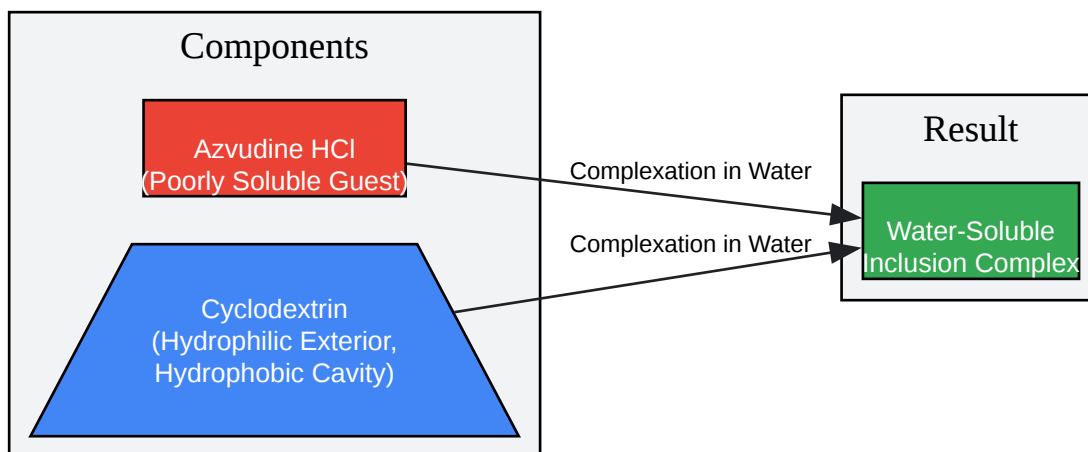 Components
Azvudine HCl
(Poorly Soluble Guest)
Cyclodextrin
(Hydrophilic Exterior,
Hydrophobic Cavity)
Complexation in Water
Complexation in Water
Result
Water-Soluble
Inclusion Complex